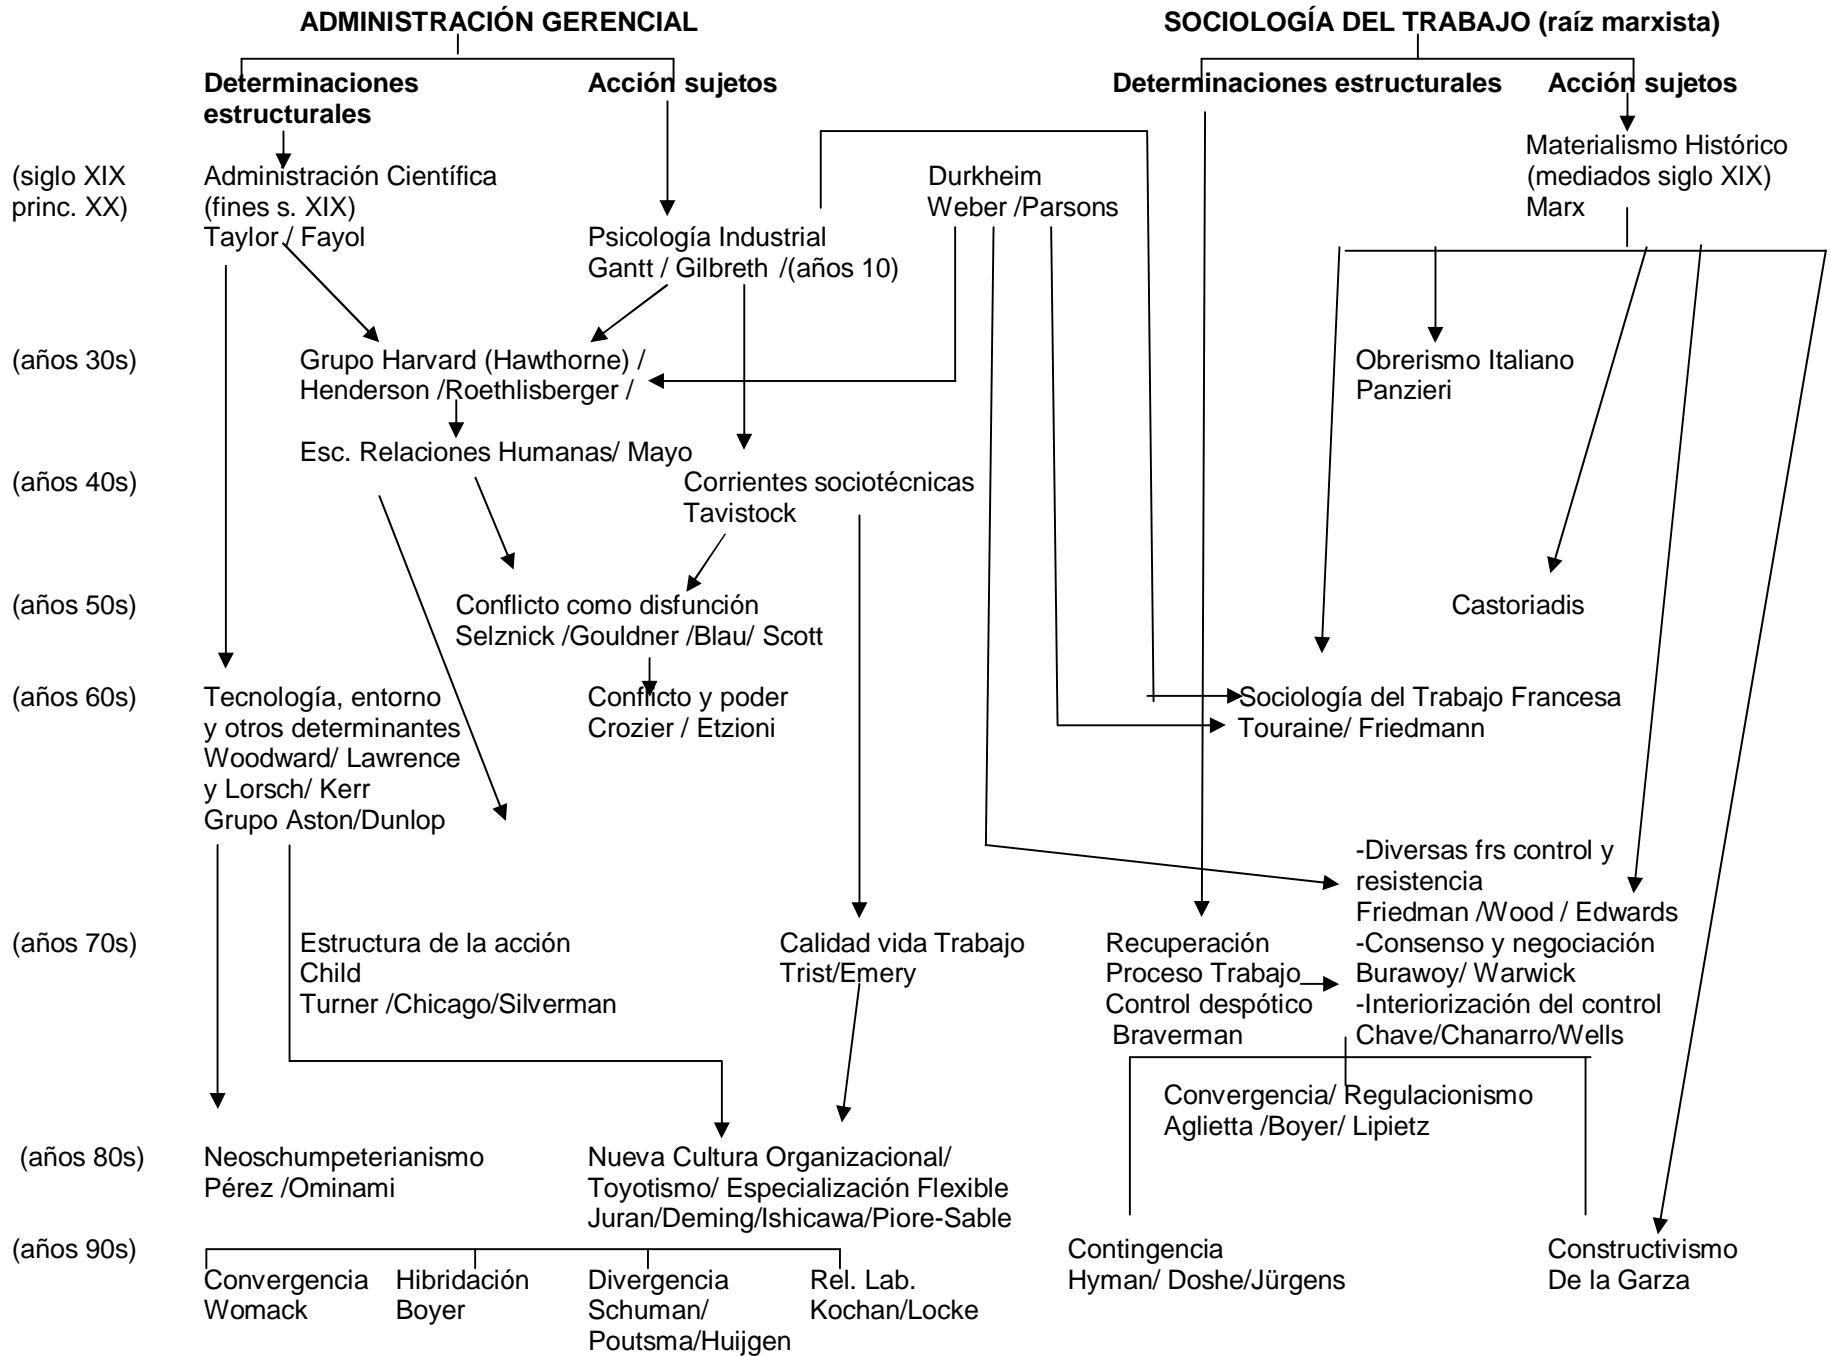 ADMINISTRACIÓN GERENCIAL
SOCIOLOGÍA DEL TRABAJO (raíz marxista)
Determinaciones
estructurales
Acción sujetos
Determinaciones estructurales
Acción sujetos
Materialismo Histórico
(mediados siglo XIX)
Marx
(siglo XIX
princ. XX)
Administración Científica
(fines s. XIX)
Taylor / Fayol
Psicología Industrial
Gantt / Gilbreth /(años 10)
Durkheim
Weber /Parsons
(años 30s)
Grupo Harvard (Hawthorne) /
Henderson /Roethlisberger /
Obrerismo Italiano
Panzieri
Esc. Relaciones Humanas/ Mayo
(años 40s)
Corrientes sociotécnicas
Tavistock
(años 50s)
Conflicto como disfunción
Selznick /Gouldner /Blau/ Scott
Castoriadis
(años 60s)
Tecnología, entorno
y otros determinantes
Woodward/ Lawrence
y Lorsch/ Kerr
Grupo Aston/Dunlop
Conflicto y poder
Crozier / Etzioni
Sociología del Trabajo Francesa
Touraine/ Friedmann
-Diversas frs control y
resistencia
Friedman /Wood / Edwards
-Consenso y negociación
Burawoy/ Warwick
-Interiorización del control
Chave/Chanarro/Wells
(años 70s)
Estructura de la acción
Child
Turner /Chicago/Silverman
Calidad vida Trabajo
Trist/Emery
Recuperación
Proceso Trabajo
Control despótico
Braverman
Convergencia/ Regulacionismo
Aglietta /Boyer/ Lipietz
(años 80s)
Neoschumpeterianismo
Pérez /Ominami
Nueva Cultura Organizacional/
Toyotismo/ Especialización Flexible
Juran/Deming/Ishicawa/Piore-Sable
(años 90s)
Convergencia
Womack
Hibridación
Boyer
Divergencia
Schuman/
Poutsma/Huijgen
Rel. Lab.
Kochan/Locke
Contingencia
Hyman/ Doshe/Jürgens
Constructivismo
De la Garza